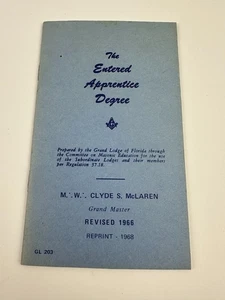 The
Entered
Apprentice
Degree
Prepared by the Grand Lodge of Florida through
the Committee on Masonic Education for the use
of the Subordinate Lodges and their members
per Regulation 37.18.
M∴W∴ CLYDE S. McLAREN
Grand Master
REVISED 1966
REPRINT - 1968
GL 203